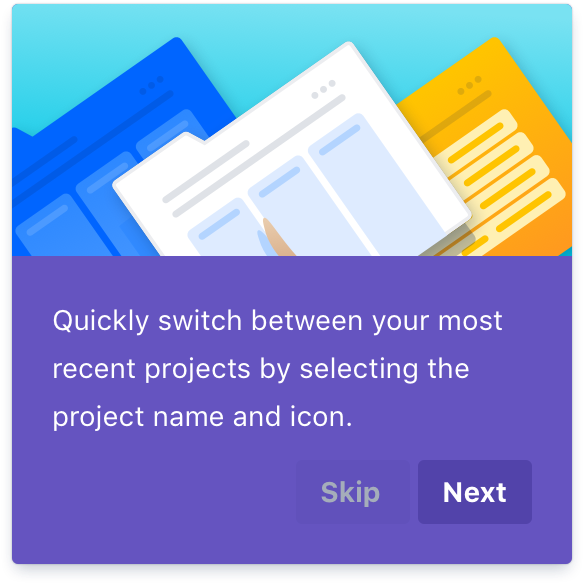 Quickly switch between your most
recent projects by selecting the
project name and icon.
Skip Next